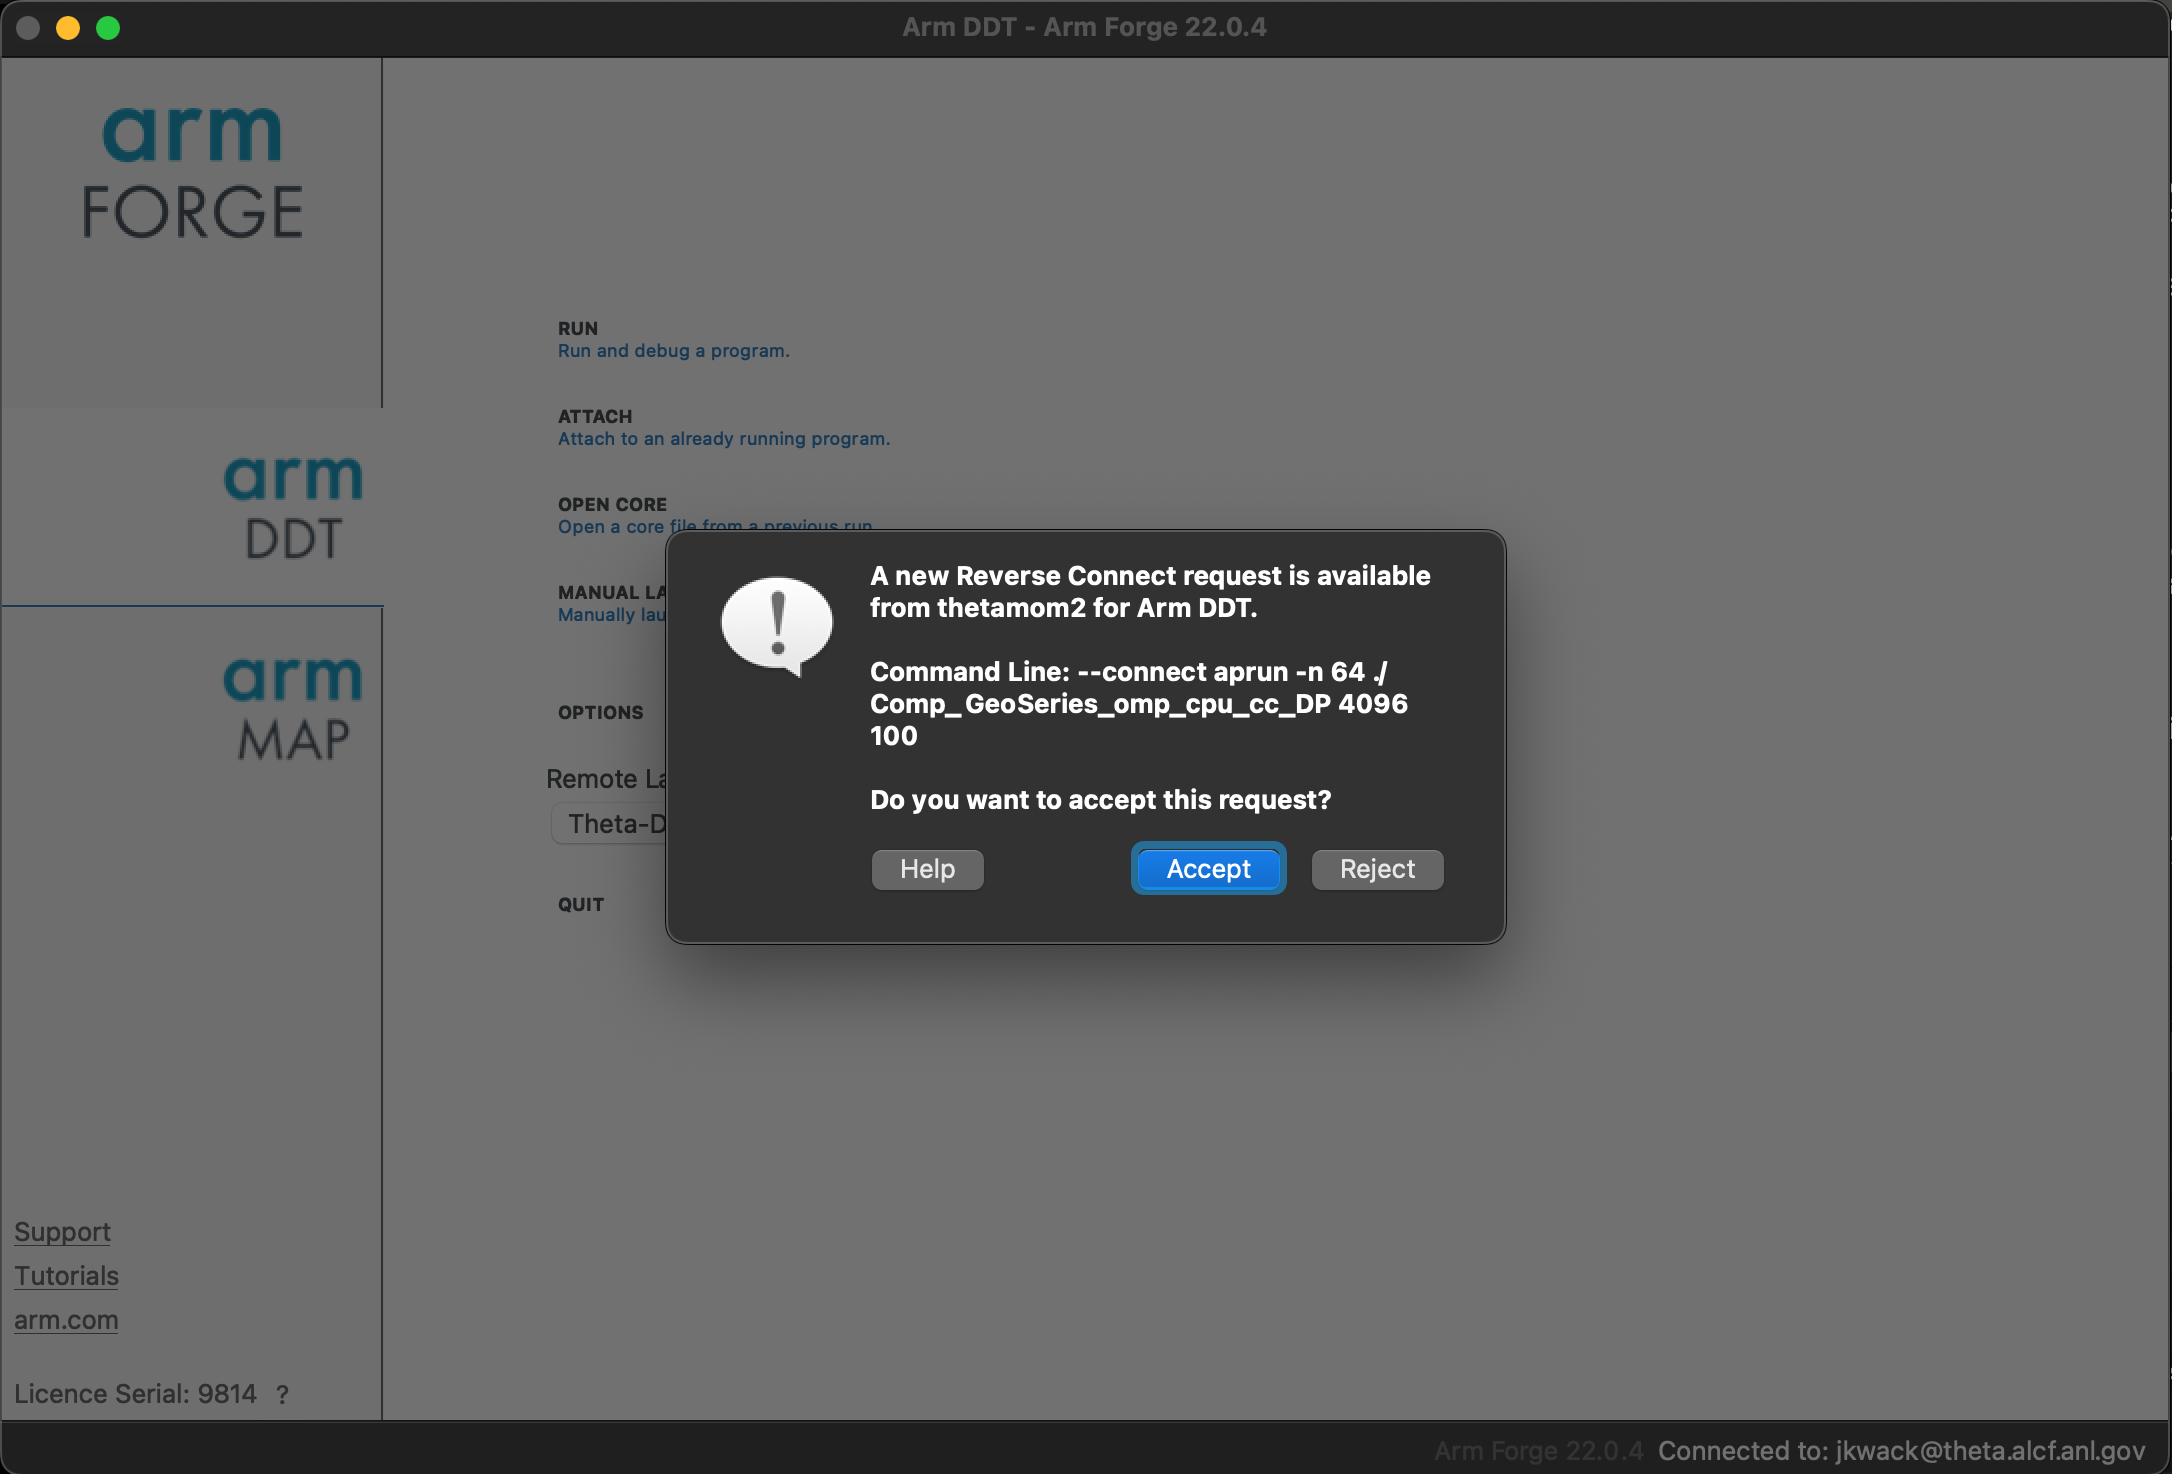 Arm DDT - Arm Forge 22.0.4
arm
FORGE
arm
DDT
arm
MAP
RUN
Run and debug a program.
ATTACH
Attach to an already running program.
OPEN CORE
Open a core file from a previous run
MANUAL LA
Manually lau
OPTIONS
Remote La
Theta-D
QUIT
A new Reverse Connect request is available
from thetamom2 for Arm DDT.
Command Line: --connect aprun -n 64 ./
Comp_GeoSeries_omp_cpu_cc_DP 4096
100
Do you want to accept this request?
Help
Accept
Reject
Support
Tutorials
arm.com
Licence Serial: 9814 ?
Arm Forge 22.0.4 Connected to: jkwack@theta.alcf.anl.gov